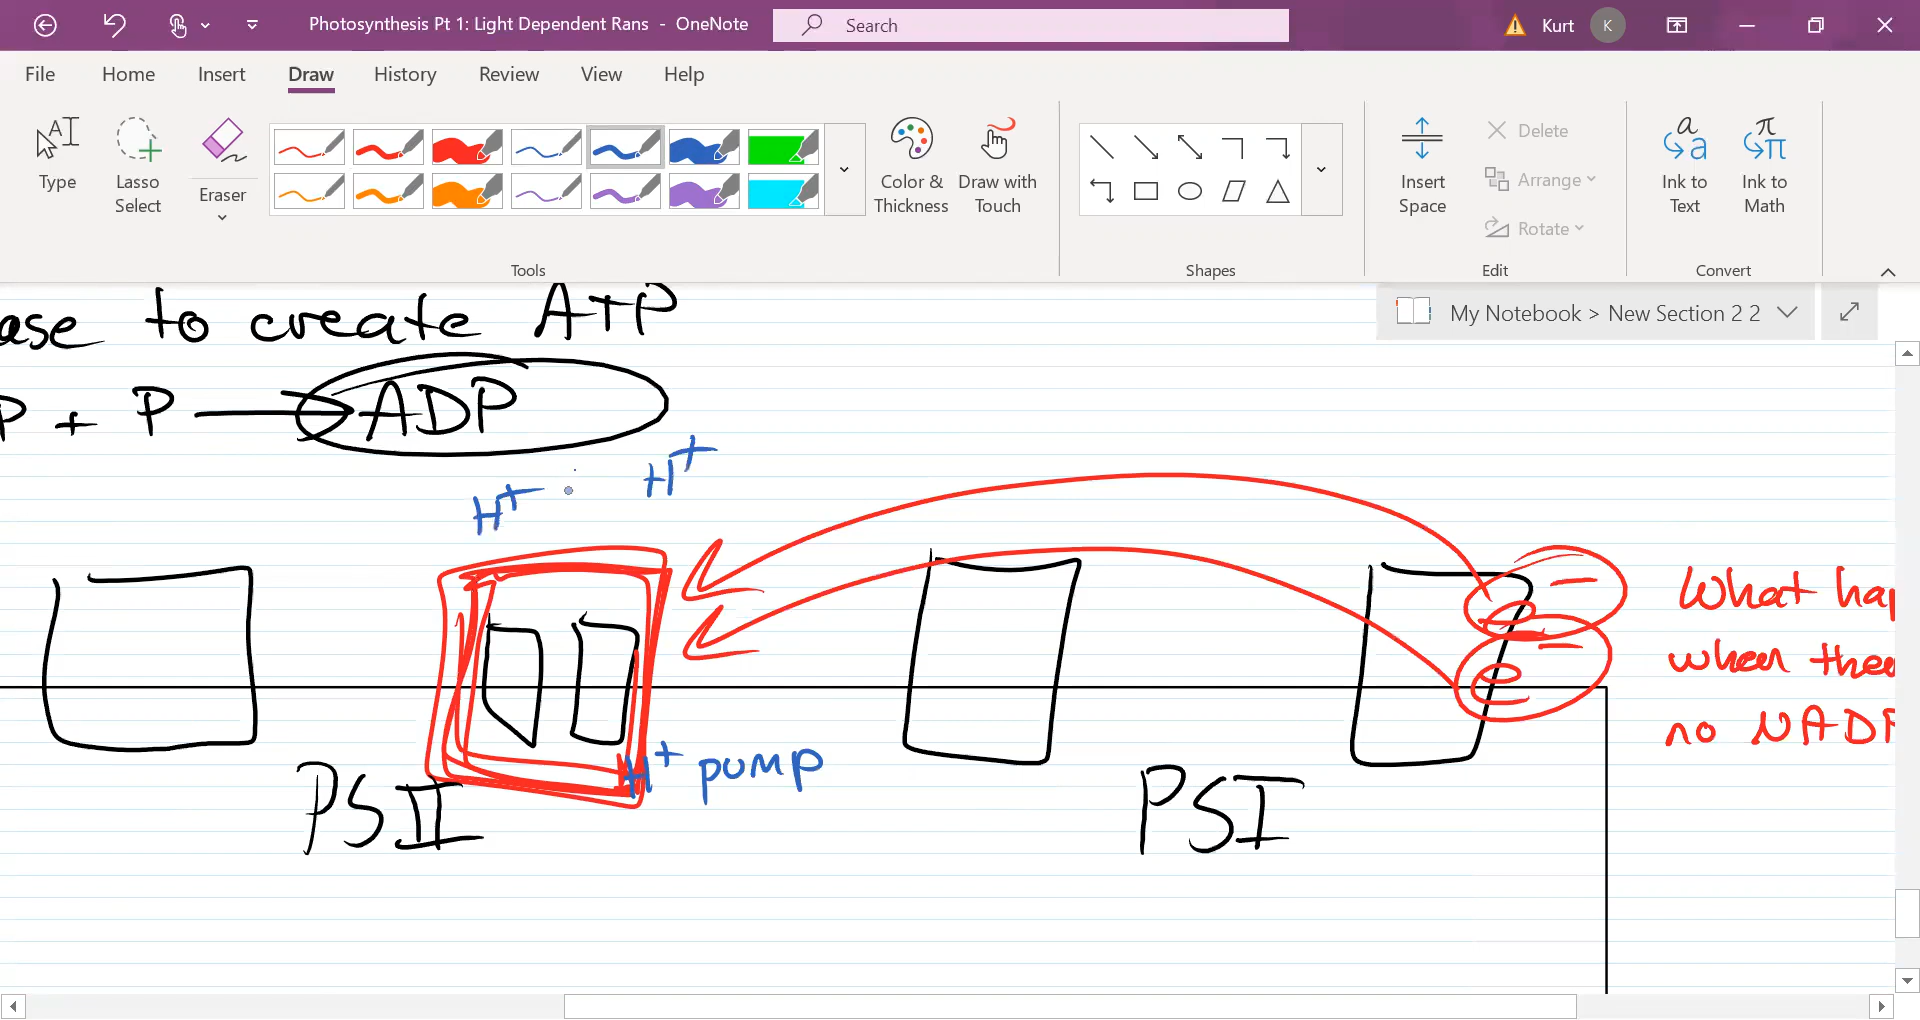 Photosynthesis Pt 1: Light Dependent Rans - OneNote
Search
Kurt
K
File Home Insert Draw History Review View Help
Type
Lasso Select
Eraser
Color & Thickness
Draw with Touch
Insert Space
Delete
Arrange
Rotate
Ink to Text
Ink to Math
Tools
Shapes
Edit
Convert
My Notebook > New Section 2 2
ase to create ATP
P + P → ADP
H+ H+
e-
e-
What hap
when thee
no NADP
H+ pump
PSII
PSI